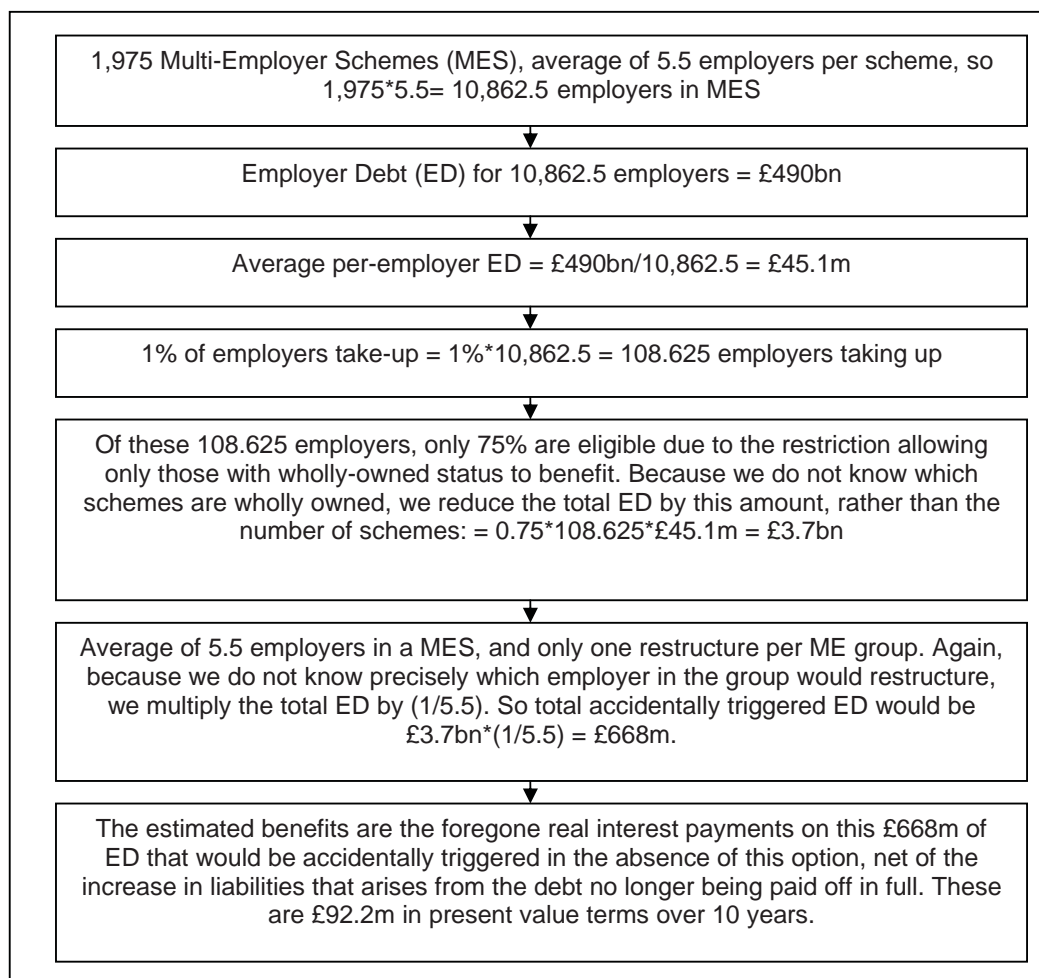 1,975 Multi-Employer Schemes (MES), average of 5.5 employers per scheme, so
1,975*5.5= 10,862.5 employers in MES
Employer Debt (ED) for 10,862.5 employers = £490bn
Average per-employer ED = £490bn/10,862.5 = £45.1m
1% of employers take-up = 1%*10,862.5 = 108.625 employers taking up
Of these 108.625 employers, only 75% are eligible due to the restriction allowing
only those with wholly-owned status to benefit. Because we do not know which
schemes are wholly owned, we reduce the total ED by this amount, rather than the
number of schemes: = 0.75*108.625*£45.1m = £3.7bn
Average of 5.5 employers in a MES, and only one restructure per ME group. Again,
because we do not know precisely which employer in the group would restructure,
we multiply the total ED by (1/5.5). So total accidentally triggered ED would be
£3.7bn*(1/5.5) = £668m.
The estimated benefits are the foregone real interest payments on this £668m of
ED that would be accidentally triggered in the absence of this option, net of the
increase in liabilities that arises from the debt no longer being paid off in full. These
are £92.2m in present value terms over 10 years.